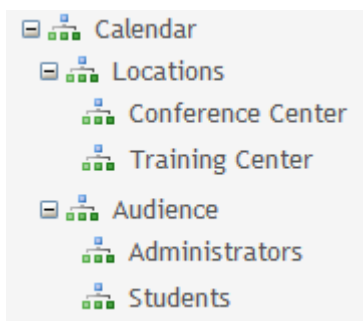 Calendar
Locations
Conference Center
Training Center
Audience
Administrators
Students